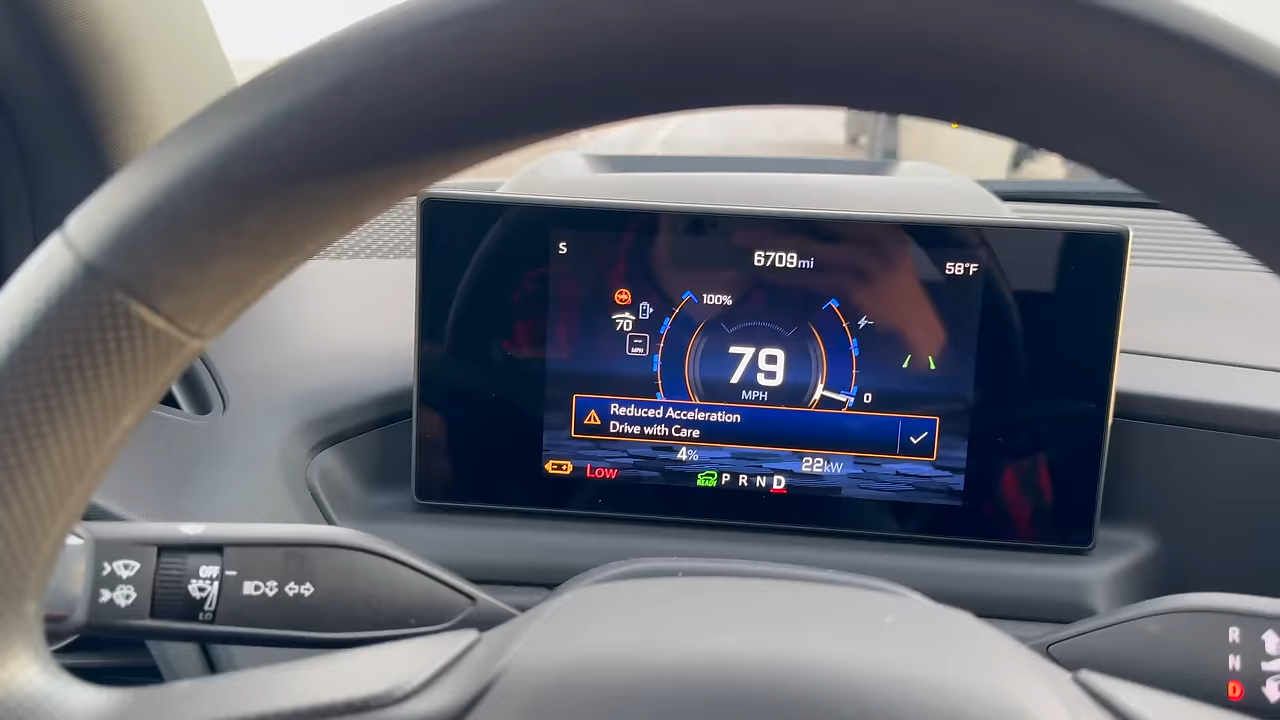 S
6709mi
58°F
100%
70
MPH
79
MPH
0
Reduced Acceleration
Drive with Care
4%
22kW
Low
READY
P R N D
OFF
R
N
D